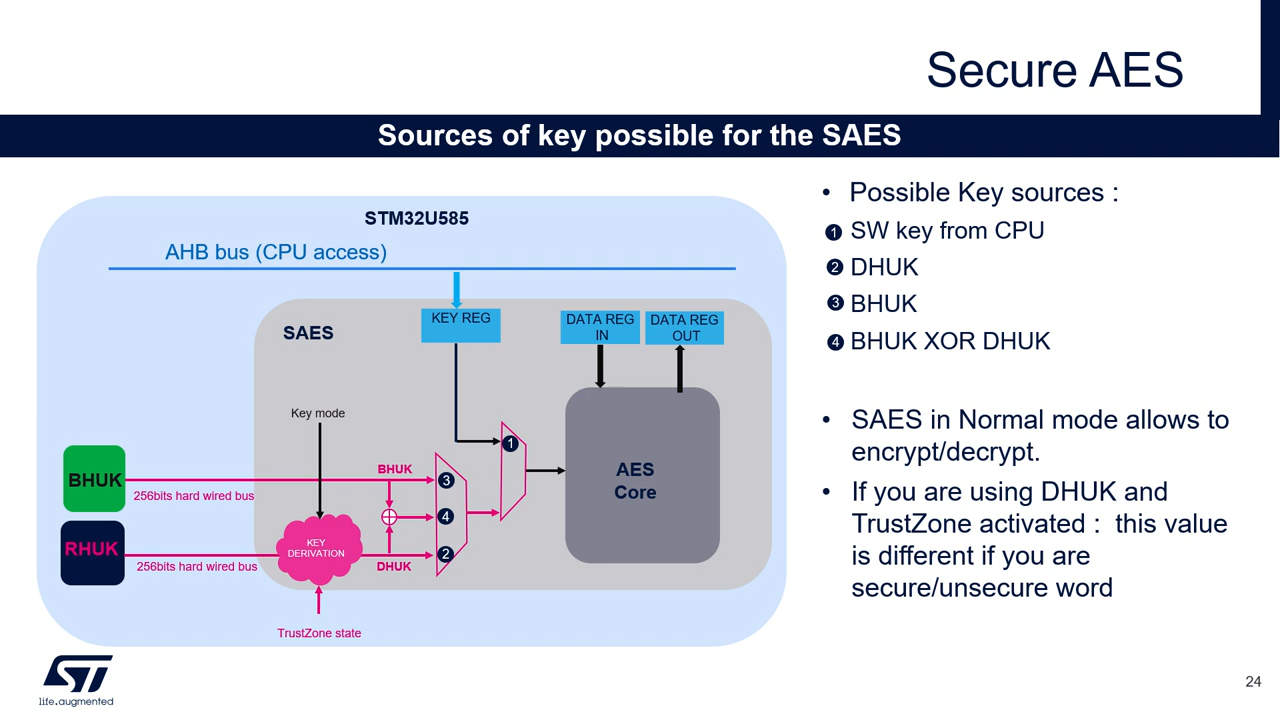 Secure AES
Sources of key possible for the SAES
STM32U585
AHB bus (CPU access)
SAES
KEY REG
DATA REG
IN
DATA REG
OUT
Key mode
BHUK
256bits hard wired bus
BHUK
RHUK
256bits hard wired bus
KEY
DERIVATION
DHUK
TrustZone state
1
3
4
2
AES
Core
• Possible Key sources :
1 SW key from CPU
2 DHUK
3 BHUK
4 BHUK XOR DHUK
• SAES in Normal mode allows to
encrypt/decrypt.
• If you are using DHUK and
TrustZone activated : this value
is different if you are
secure/unsecure word
ST
life.augmented
24